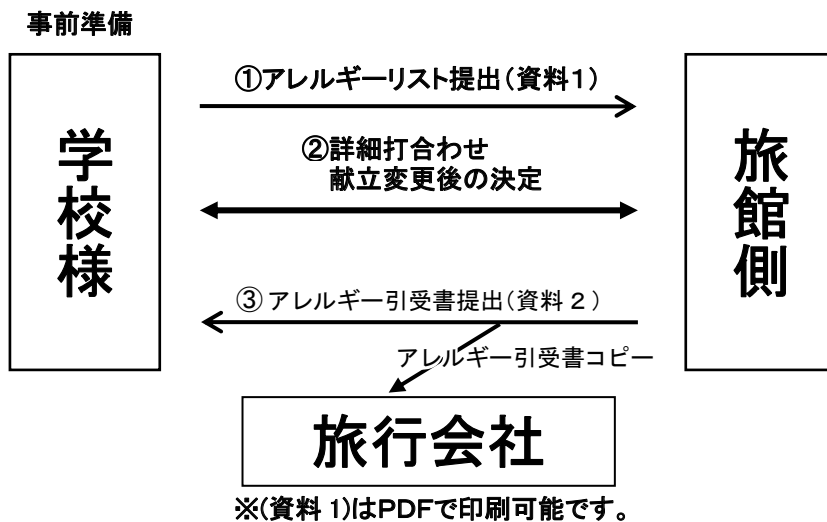 事前準備
①アレルギーリスト提出（資料１）
学校様
②詳細打合わせ
献立変更後の決定
旅館側
③アレルギー引受書提出（資料２）
アレルギー引受書コピー
旅行会社
※(資料 1)はPDFで印刷可能です。